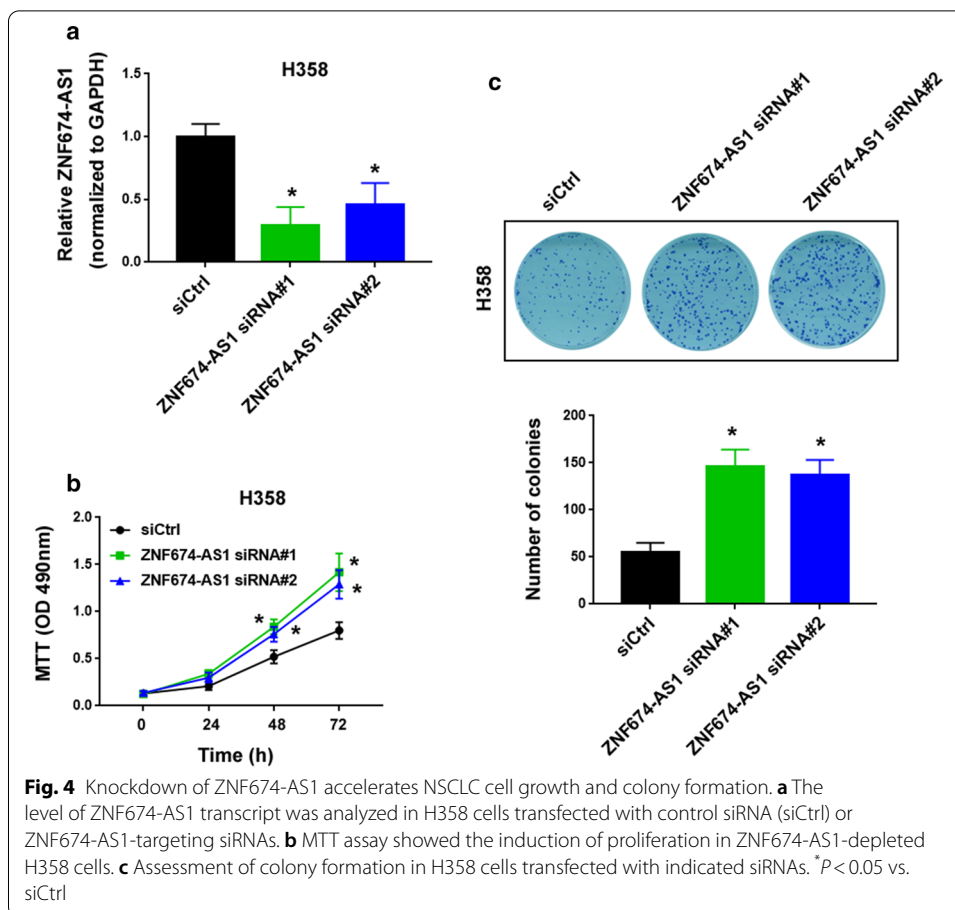 a
H358
Relative ZNF674-AS1
(normalized to GAPDH)
1.5
1.0
0.5
0.0
*
*
siCtrl
ZNF674-AS1 siRNA#1
ZNF674-AS1 siRNA#2
b
H358
MTT (OD 490nm)
2.0
1.5
1.0
0.5
0.0
siCtrl
ZNF674-AS1 siRNA#1
ZNF674-AS1 siRNA#2
*
*
*
*
0 24 48 72
Time (h)
c
siCtrl
ZNF674-AS1 siRNA#1
ZNF674-AS1 siRNA#2
H358
Number of colonies
200
150
100
50
0
*
*
siCtrl
ZNF674-AS1 siRNA#1
ZNF674-AS1 siRNA#2
Fig. 4 Knockdown of ZNF674-AS1 accelerates NSCLC cell growth and colony formation. a The
level of ZNF674-AS1 transcript was analyzed in H358 cells transfected with control siRNA (siCtrl) or
ZNF674-AS1-targeting siRNAs. b MTT assay showed the induction of proliferation in ZNF674-AS1-depleted
H358 cells. c Assessment of colony formation in H358 cells transfected with indicated siRNAs. *P < 0.05 vs.
siCtrl